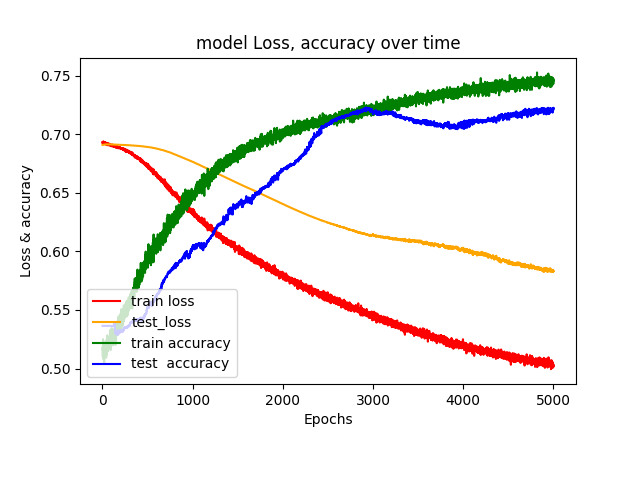 model Loss, accuracy over time
Loss & accuracy
0.75
0.70
0.65
0.60
0.55
0.50
train loss
test_loss
train accuracy
test  accuracy
0 1000 2000 3000 4000 5000
Epochs